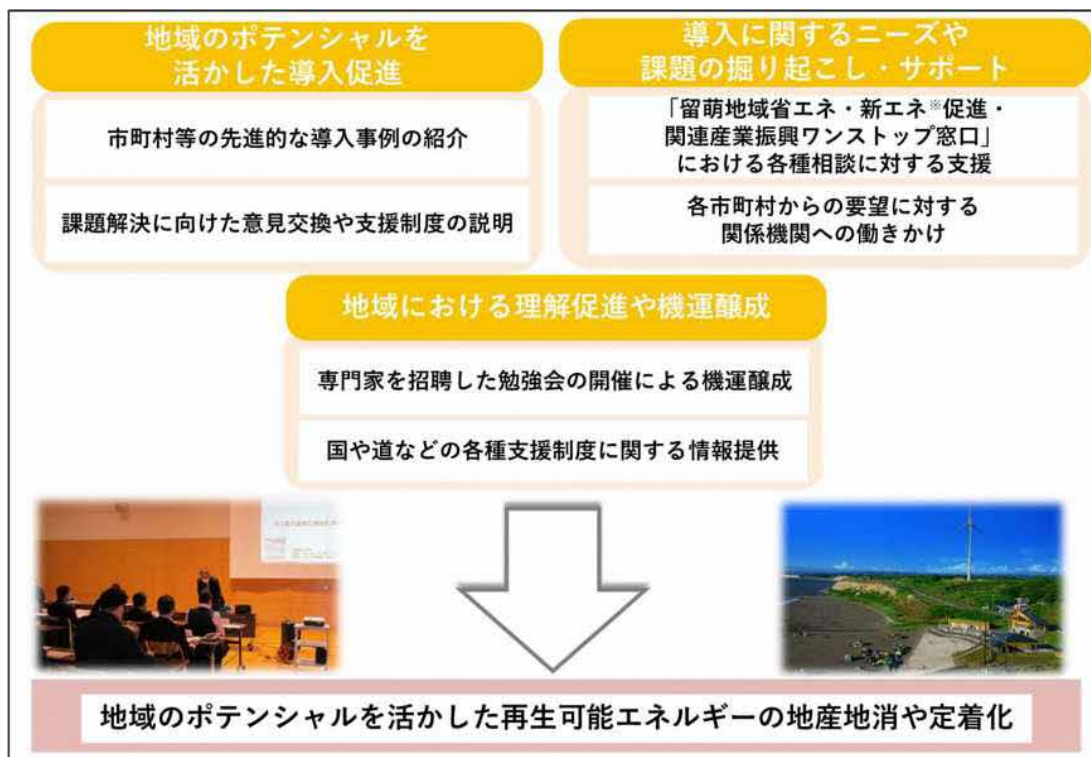 地域のポテンシャルを
活かした導入促進
市町村等の先進的な導入事例の紹介
課題解決に向けた意見交換や支援制度の説明
導入に関するニーズや
課題の掘り起こし・サポート
「留萌地域省エネ・新エネ※促進・
関連産業振興ワンストップ窓口」
における各種相談に対する支援
各市町村からの要望に対する
関係機関への働きかけ
地域における理解促進や機運醸成
専門家を招聘した勉強会の開催による機運醸成
国や道などの各種支援制度に関する情報提供
地域のポテンシャルを活かした再生可能エネルギーの地産地消や定着化